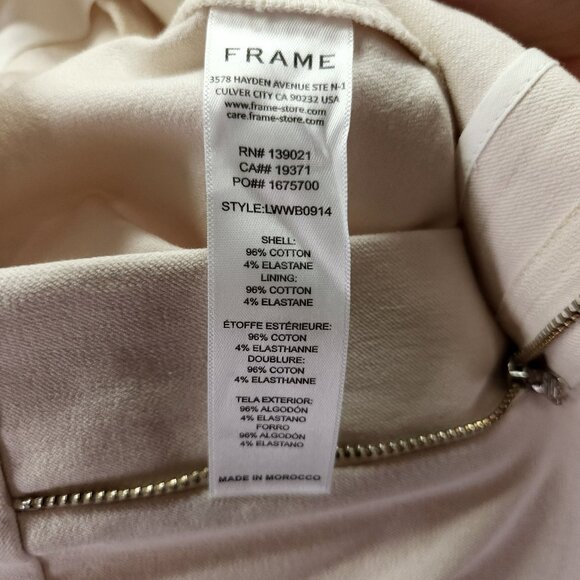 FRAME
3578 HAYDEN AVENUE STE N-1
CULVER CITY CA 90232 USA
www.frame-store.com
care.frame-store.com
RN# 139021
CA## 19371
PO## 1675700
STYLE:LWWB0914
SHELL:
96% COTTON
4% ELASTANE
LINING:
96% COTTON
4% ELASTANE
ÉTOFFE ESTÉRIEURE:
96% COTON
4% ELASTHANNE
DOUBLURE:
96% COTON
4% ELASTHANNE
TELA EXTERIOR:
96% ALGODÓN
4% ELASTANO
FORRO
96% ALGODÓN
4% ELASTANO
MADE IN MOROCCO